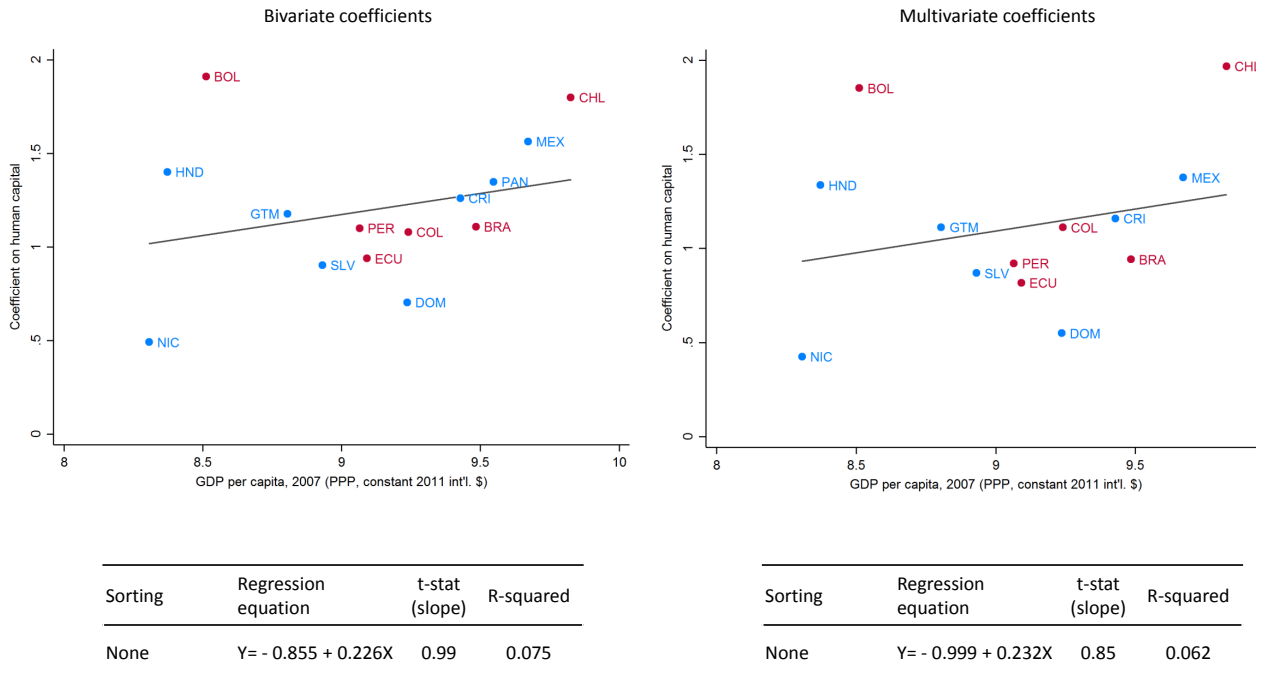 Bivariate coefficients
Coefficient on human capital
2
1.5
1
.5
0
BOL
CHL
MEX
HND
PAN
CRI
GTM
PER
COL
BRA
ECU
SLV
DOM
NIC
8
8.5
9
9.5
10
GDP per capita, 2007 (PPP, constant 2011 int'l. $)
Sorting
Regression
equation
t-stat
(slope)
R-squared
None
Y= - 0.855 + 0.226X
0.99
0.075
Multivariate coefficients
Coefficient on human capital
2
1.5
1
.5
0
CHI
BOL
MEX
HND
CRI
GTM
COL
PER
BRA
SLV
ECU
DOM
NIC
8
8.5
9
9.5
GDP per capita, 2007 (PPP, constant 2011 int'l. $)
Sorting
Regression
equation
t-stat
(slope)
R-squared
None
Y= - 0.999 + 0.232X
0.85
0.062